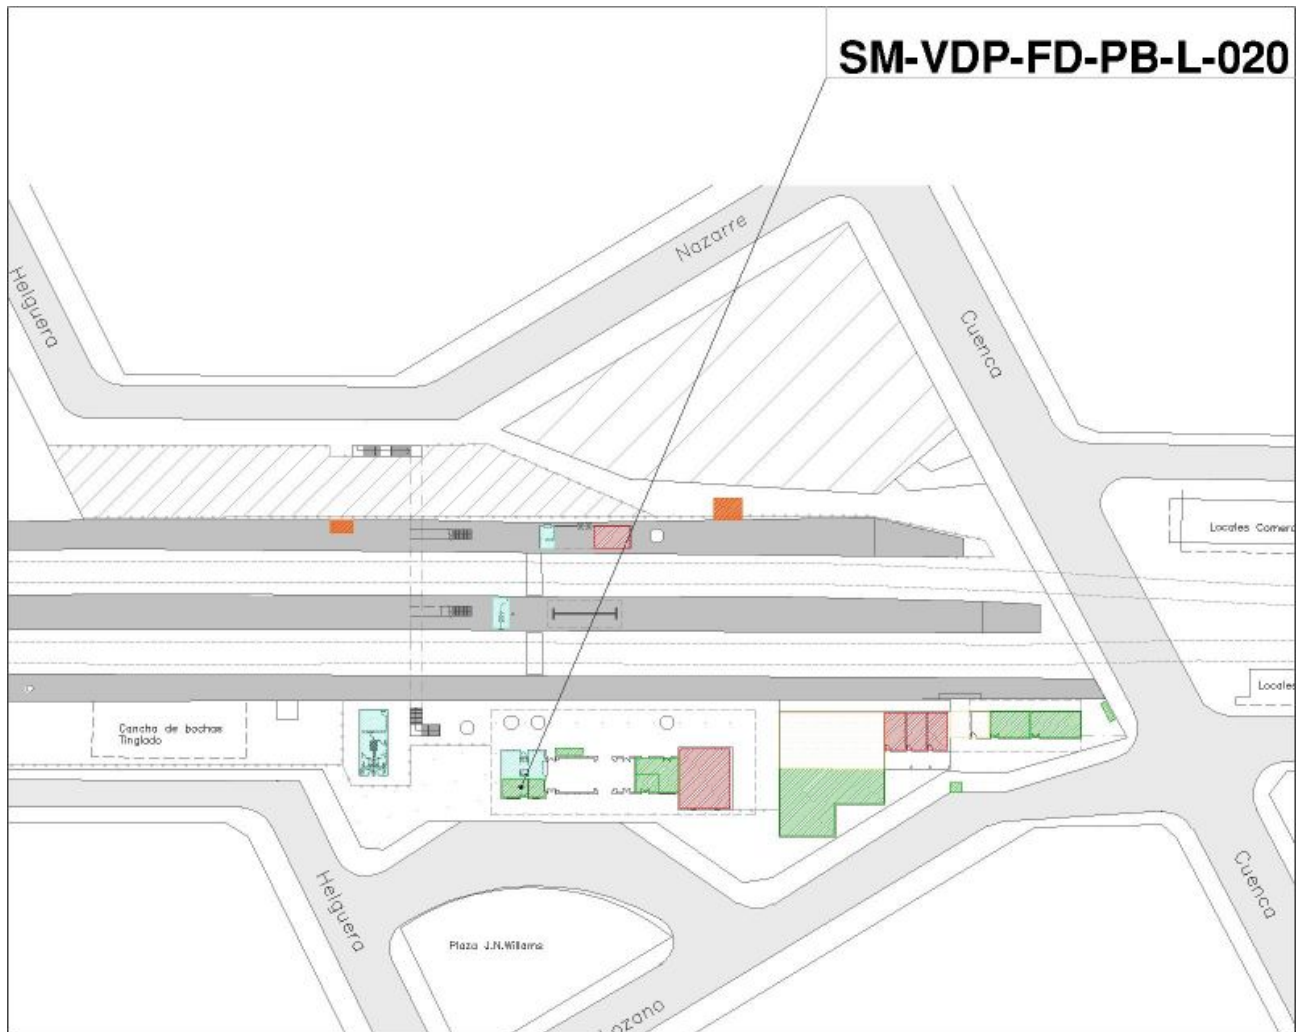 SM-VDP-FD-PB-L-020
Nazarre
Helguera
Cuenca
Locales Comerc
Locales
Cancha de bochas
Tinglado
Helguera
Cuenca
Plaza J.N.Willams
Lozano